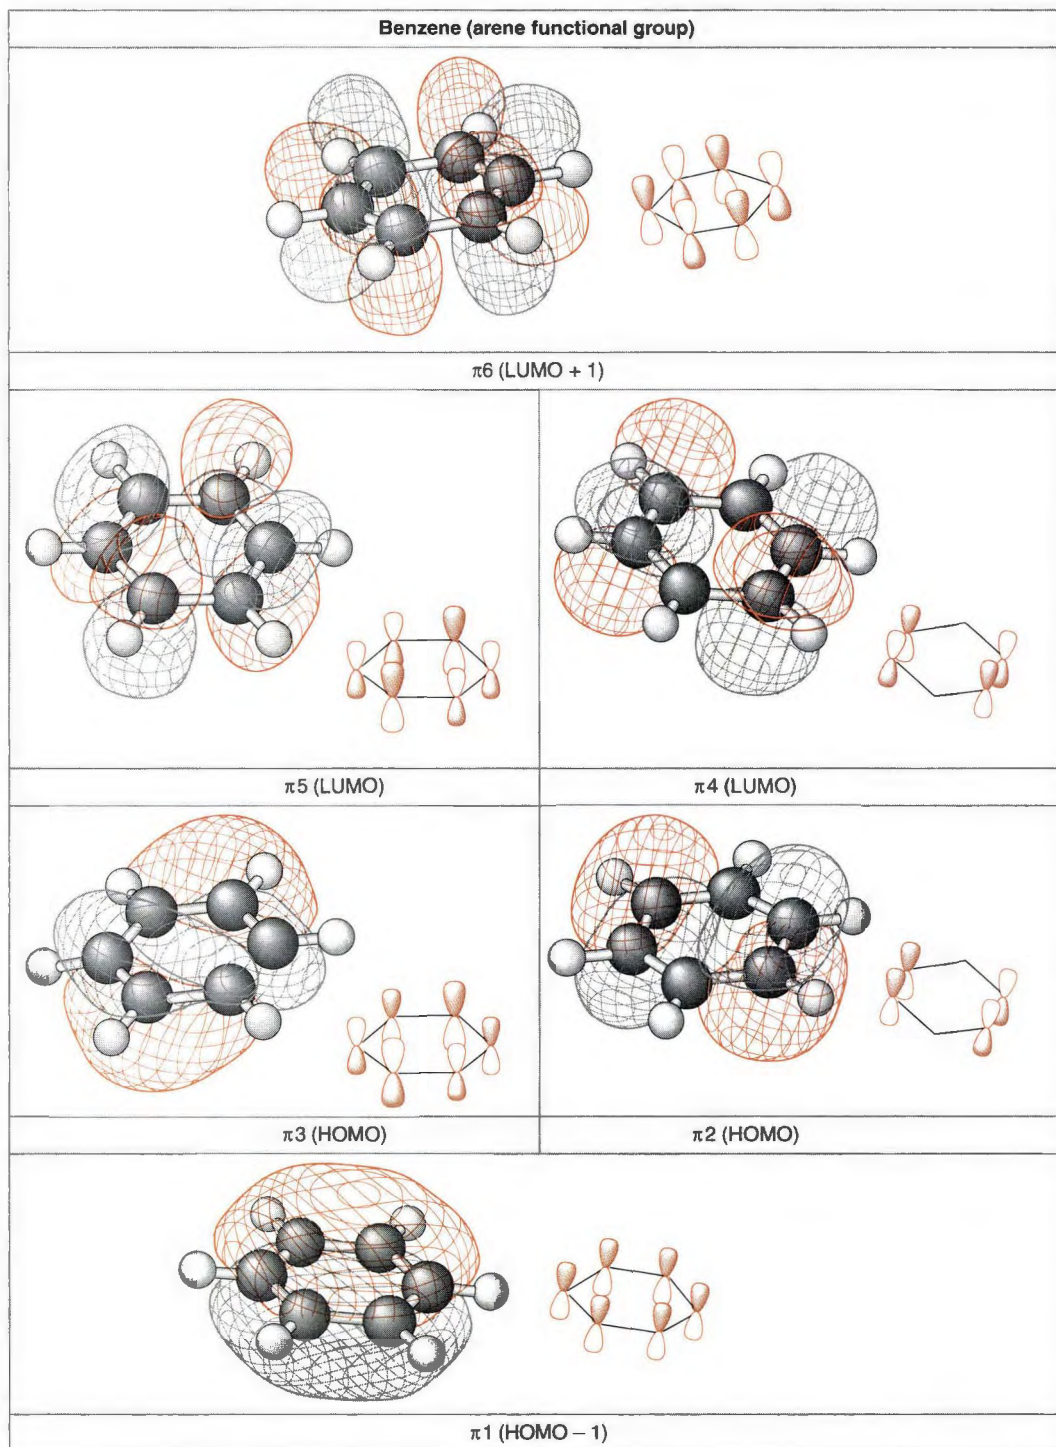 Benzene (arene functional group)
π6 (LUMO + 1)
π5 (LUMO)
π4 (LUMO)
π3 (HOMO)
π2 (HOMO)
π1 (HOMO – 1)